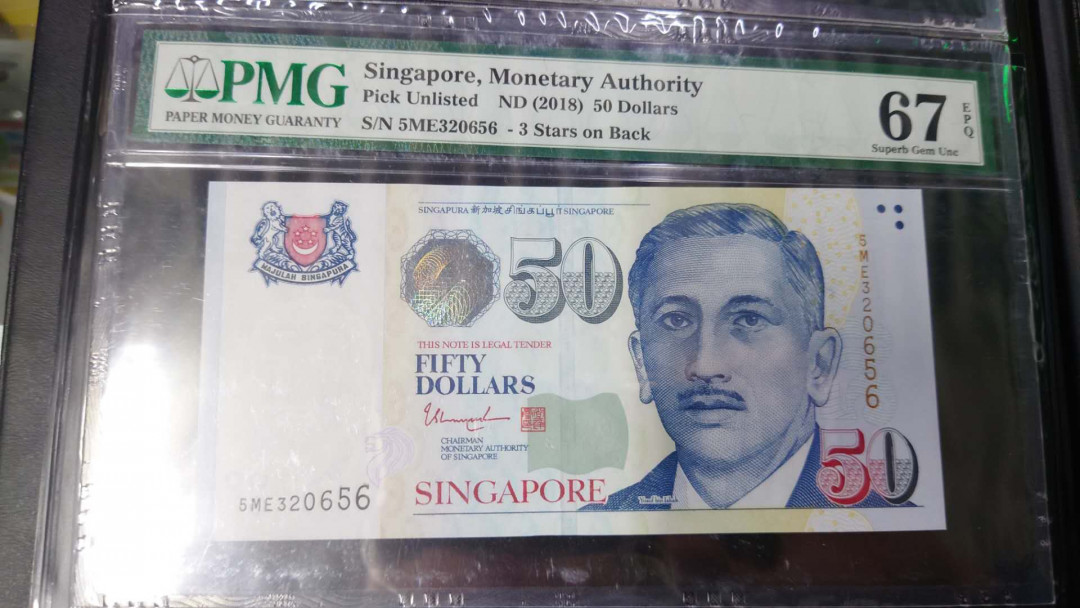 PMG
PAPER MONEY GUARANTY
Singapore, Monetary Authority
Pick Unlisted ND (2018) 50 Dollars
S/N 5ME320656 - 3 Stars on Back
67
EPQ
Superb Gem Unc
MAJULAH SINGAPURA
SINGAPURA 新加坡 சிங்கப்பூர் SINGAPORE
50
THIS NOTE IS LEGAL TENDER
FIFTY
DOLLARS
CHAIRMAN
MONETARY AUTHORITY
OF SINGAPORE
SINGAPORE
5ME320656
5ME320656
50